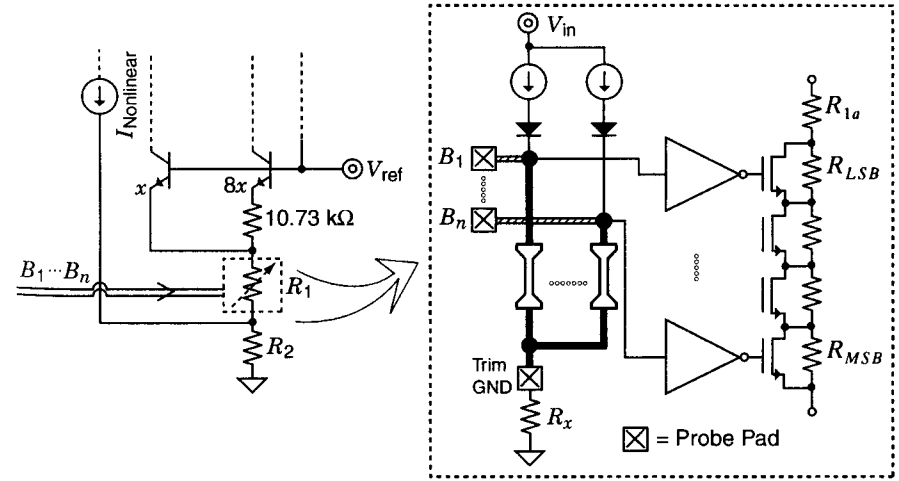 I_Nonlinear
x
8x
V_ref
10.73 kΩ
B_1 ··· B_n
R_1
R_2
V_in
B_1
B_n
Trim
GND
R_x
R_1a
R_LSB
R_MSB
= Probe Pad